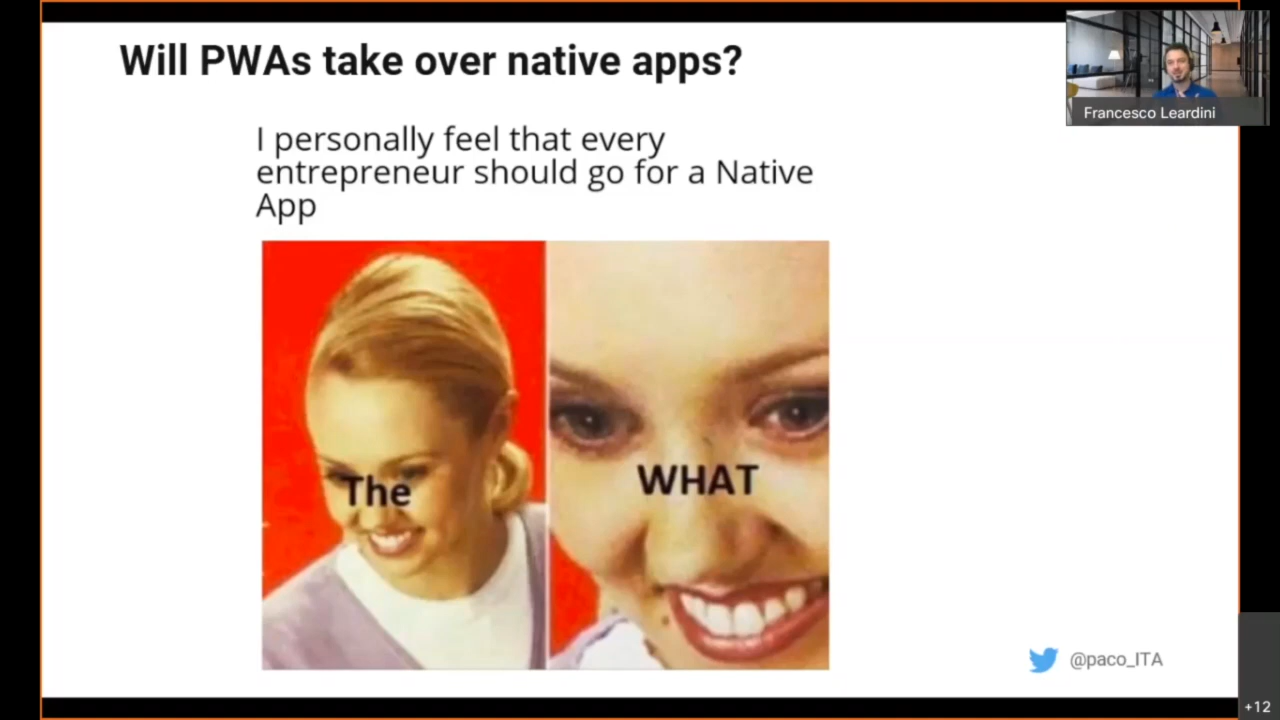 Will PWAs take over native apps?
Francesco Leardini
I personally feel that every
entrepreneur should go for a Native
App
The
WHAT
@paco_ITA
+12